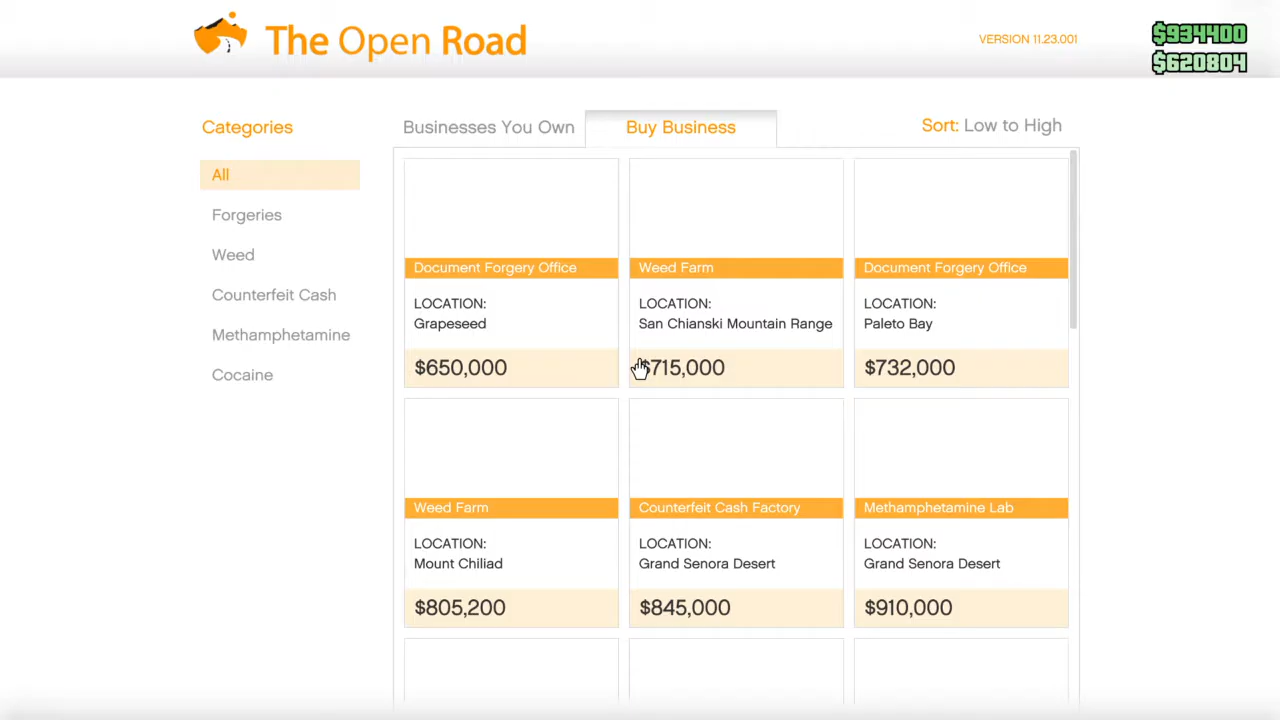 The Open Road
VERSION 11.23.001
$934400
$620804
Categories
All
Forgeries
Weed
Counterfeit Cash
Methamphetamine
Cocaine
Businesses You Own
Buy Business
Sort: Low to High
Document Forgery Office
LOCATION:
Grapeseed
$650,000
Weed Farm
LOCATION:
San Chianski Mountain Range
$715,000
Document Forgery Office
LOCATION:
Paleto Bay
$732,000
Weed Farm
LOCATION:
Mount Chiliad
$805,200
Counterfeit Cash Factory
LOCATION:
Grand Senora Desert
$845,000
Methamphetamine Lab
LOCATION:
Grand Senora Desert
$910,000